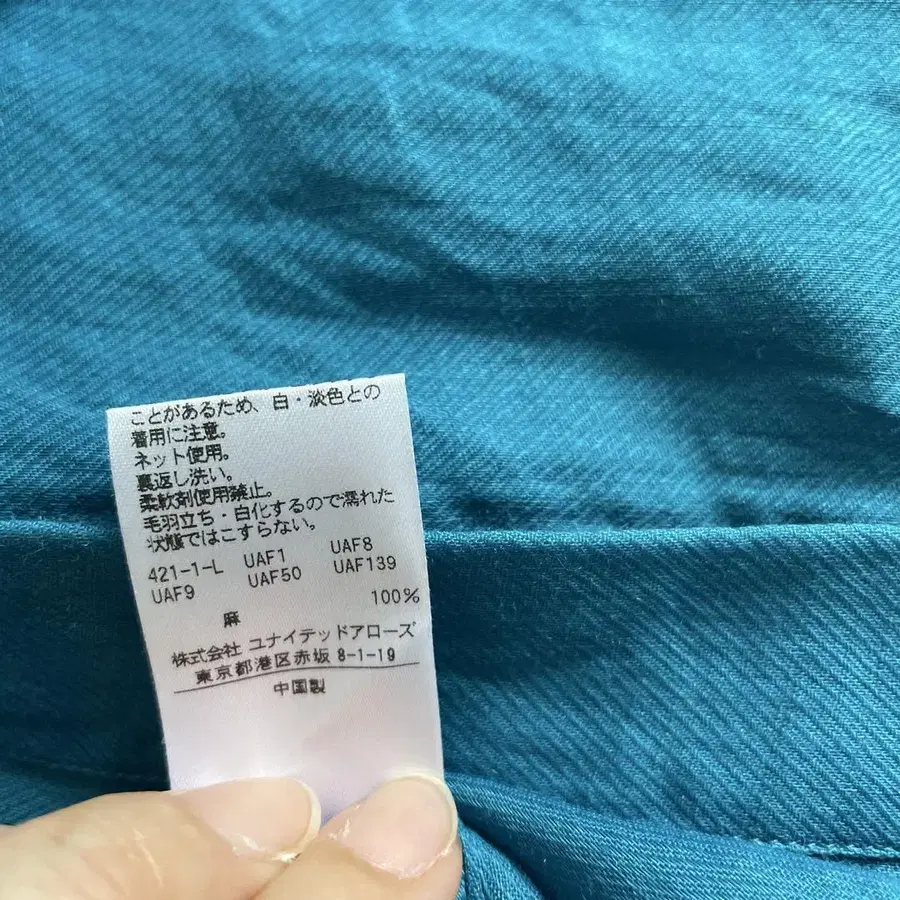 ことがあるため、白・淡色との
着用に注意。
ネット使用。
裏返し洗い。
柔軟剤使用禁止。
毛羽立ち・白化するので濡れた
状態ではこすらない。
421-1-L UAF1 UAF8
UAF9 UAF50 UAF139
麻 100%
株式会社 ユナイテッドアローズ
東京都港区赤坂 8-1-19
中国製